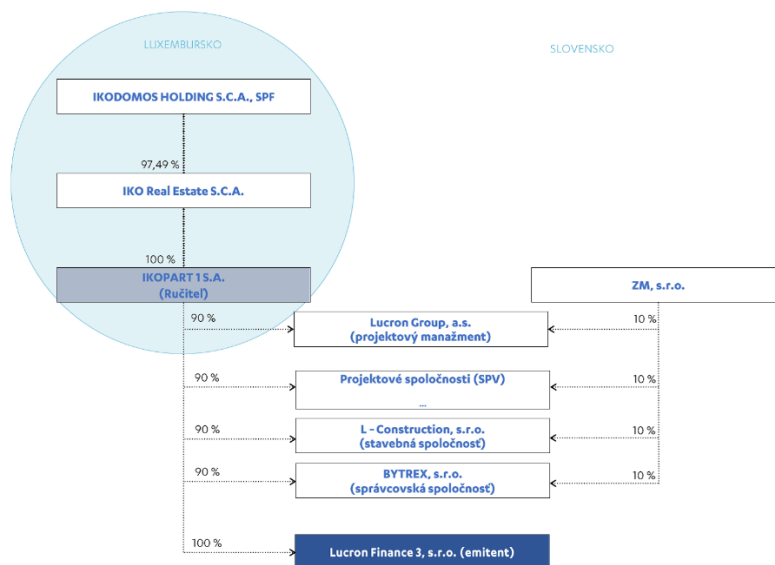 LUXEMBURSKO
SLOVENSKO
IKODOMOS HOLDING S.C.A., SPF
97,49 %
IKO Real Estate S.C.A.
100 %
IKOPART 1 S.A.
(Ručiteľ)
ZM, s.r.o.
90 %
Lucron Group, a.s.
(projektový manažment)
10 %
90 %
Projektové spoločnosti (SPV)
...
10 %
90 %
L - Construction, s.r.o.
(stavebná spoločnosť)
10 %
90 %
BYTREX, s.r.o.
(správcovská spoločnosť)
10 %
100 %
Lucron Finance 3, s.r.o. (emitent)